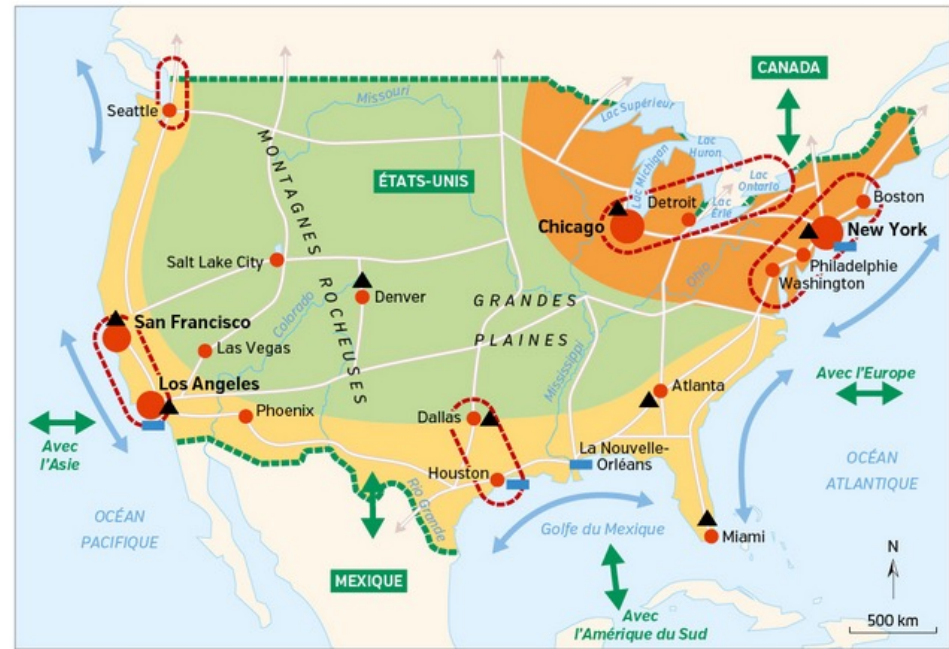 CANADA
Missouri
Seattle
Lac Supérieur
Lac
Huron
Lac Michigan
Lac
Ontario
Lac
Érié
MONTAGNES ROCHEUSES
ÉTATS-UNIS
Detroit
Boston
Chicago
New York
Philadelphie
Washington
Ohio
Salt Lake City
Denver
Colorado
GRANDES
PLAINES
San Francisco
Las Vegas
Mississippi
Los Angeles
Phoenix
Dallas
Atlanta
Avec l'Europe
Avec
l'Asie
Houston
La Nouvelle-
Orléans
OCÉAN
ATLANTIQUE
OCÉAN
PACIFIQUE
Rio Grande
Golfe du Mexique
Miami
N
MEXIQUE
Avec
l'Amérique du Sud
500 km